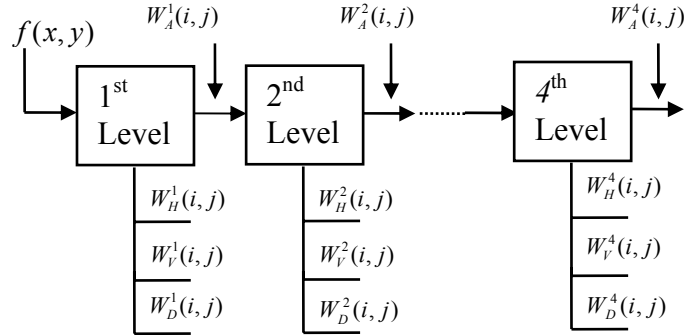 f(x, y)
W_A^1(i, j)
W_A^2(i, j)
W_A^4(i, j)
1^st
Level
2^nd
Level
4^th
Level
W_H^1(i, j)
W_V^1(i, j)
W_D^1(i, j)
W_H^2(i, j)
W_V^2(i, j)
W_D^2(i, j)
W_H^4(i, j)
W_V^4(i, j)
W_D^4(i, j)